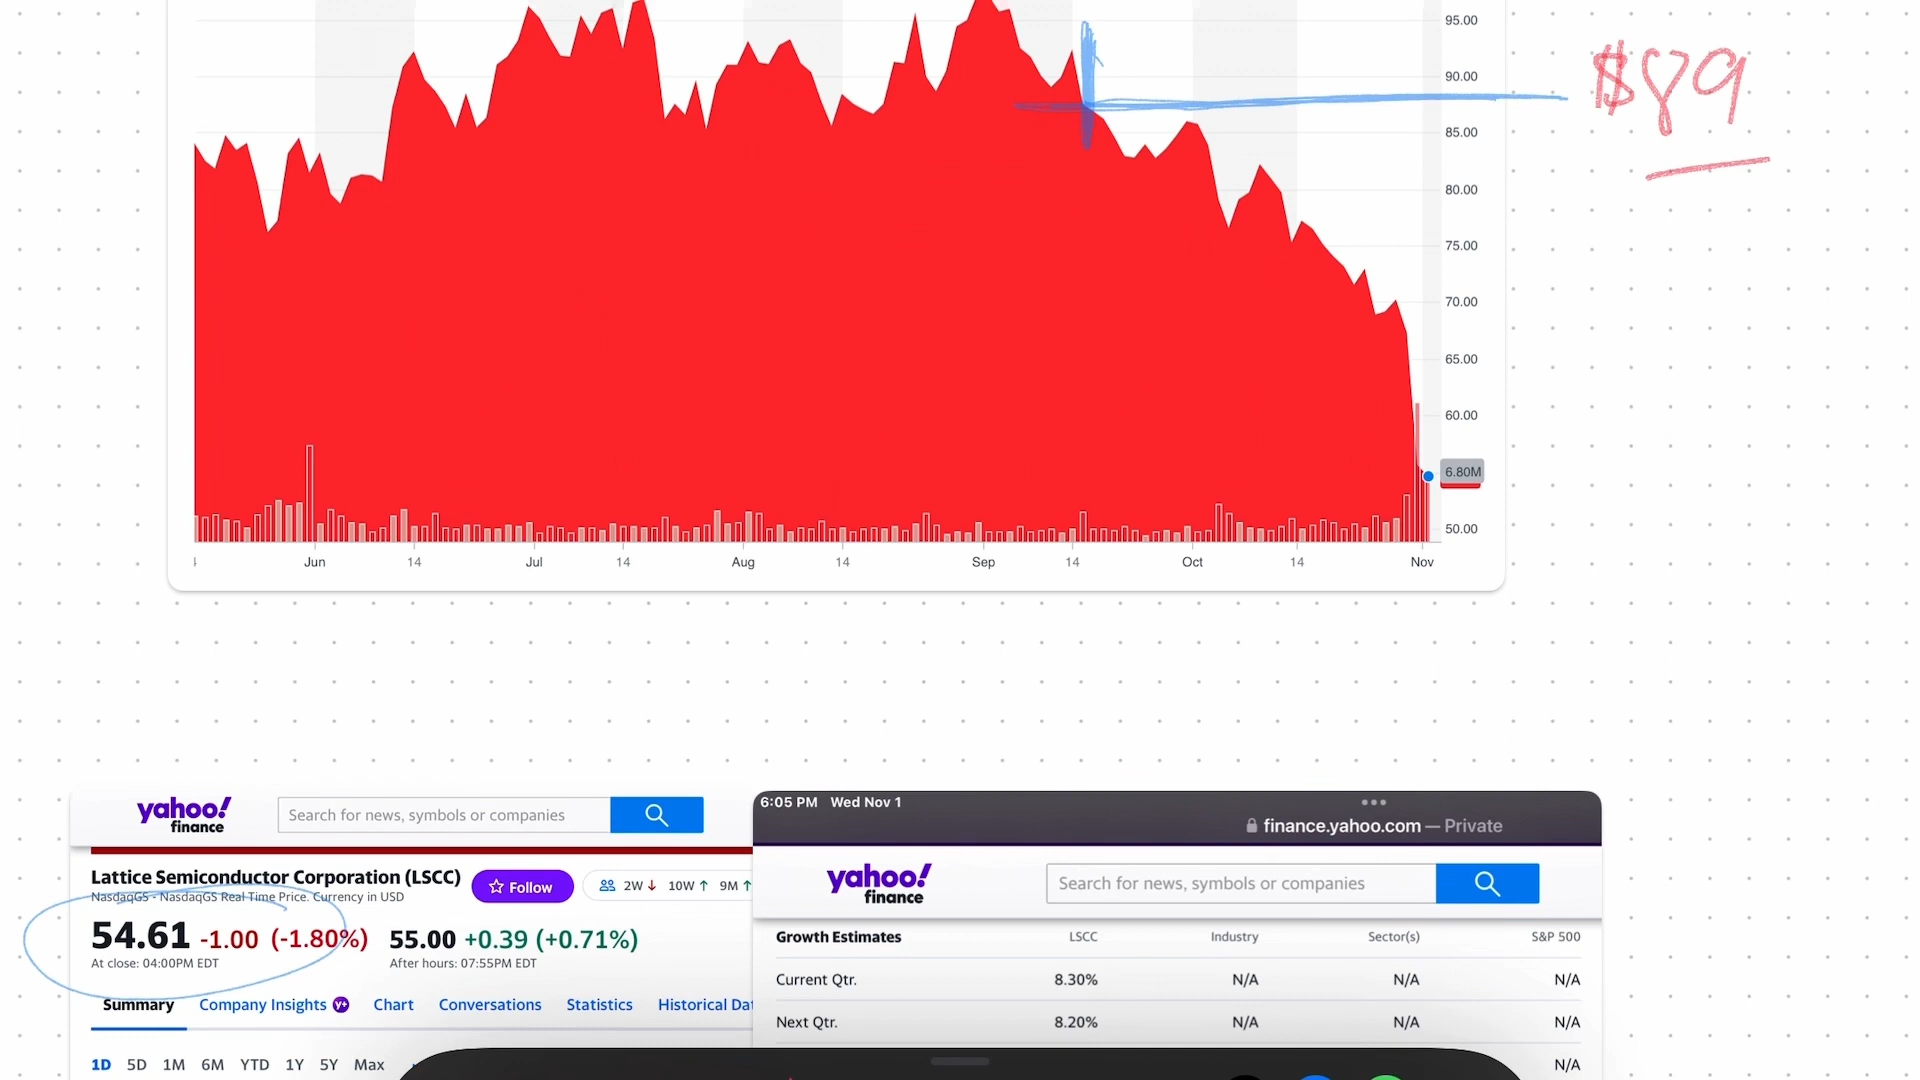 95.00
90.00
85.00
80.00
75.00
70.00
65.00
60.00
6.80M
50.00
Jun 14 Jul 14 Aug 14 Sep 14 Oct 14 Nov
$89
yahoo!
finance
Search for news, symbols or companies
Lattice Semiconductor Corporation (LSCC)
NasdaqGS - NasdaqGS Real Time Price. Currency in USD
Follow
2W 10W 9M
54.61 -1.00 (-1.80%) 55.00 +0.39 (+0.71%)
At close: 04:00PM EDT After hours: 07:55PM EDT
Summary Company Insights y+ Chart Conversations Statistics Historical Dat
1D 5D 1M 6M YTD 1Y 5Y Max
6:05 PM Wed Nov 1
finance.yahoo.com — Private
yahoo!
finance
Search for news, symbols or companies
Growth Estimates LSCC Industry Sector(s) S&P 500
Current Qtr. 8.30% N/A N/A N/A
Next Qtr. 8.20% N/A N/A N/A
N/A